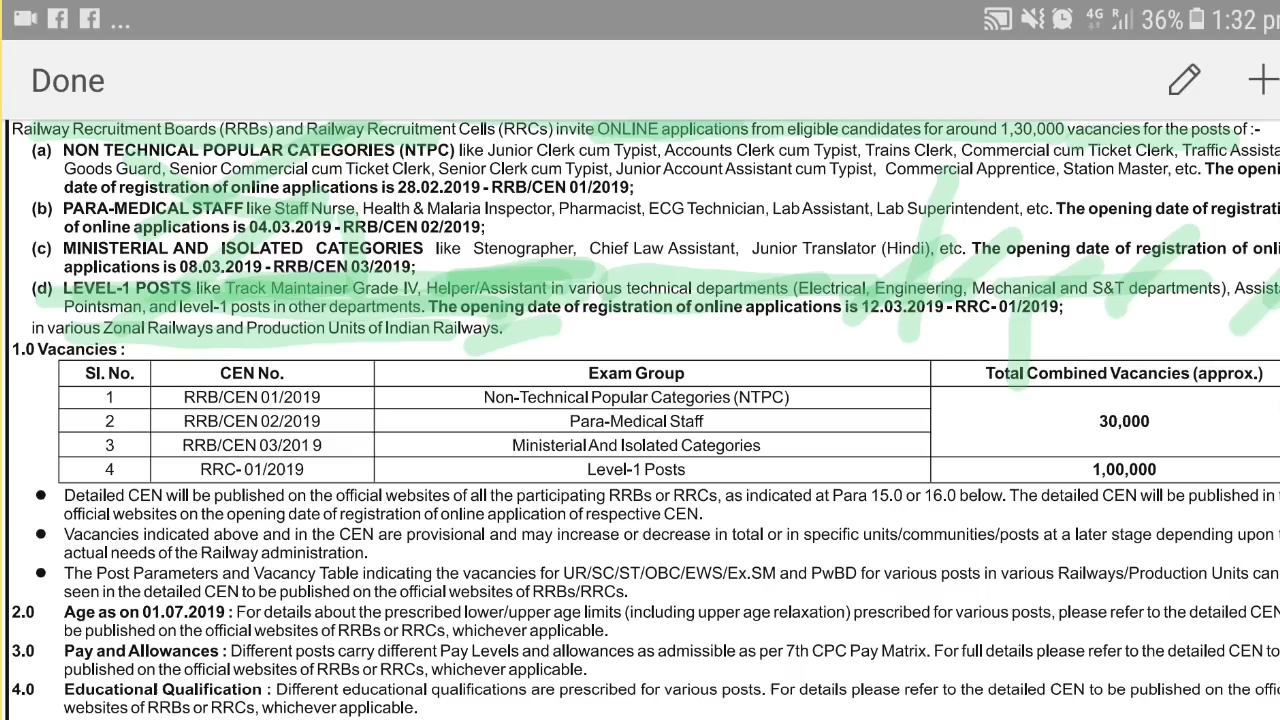 ... 4G R 36% 1:32 pm
Done
Railway Recruitment Boards (RRBs) and Railway Recruitment Cells (RRCs) invite ONLINE applications from eligible candidates for around 1,30,000 vacancies for the posts of :-
(a) NON TECHNICAL POPULAR CATEGORIES (NTPC) like Junior Clerk cum Typist, Accounts Clerk cum Typist, Trains Clerk, Commercial cum Ticket Clerk, Traffic Assista
Goods Guard, Senior Commercial cum Ticket Clerk, Senior Clerk cum Typist, Junior Account Assistant cum Typist, Commercial Apprentice, Station Master, etc. The openi
date of registration of online applications is 28.02.2019 - RRB/CEN 01/2019;
(b) PARA-MEDICAL STAFF like Staff Nurse, Health & Malaria Inspector, Pharmacist, ECG Technician, Lab Assistant, Lab Superintendent, etc. The opening date of registrati
of online applications is 04.03.2019 - RRB/CEN 02/2019;
(c) MINISTERIAL AND ISOLATED CATEGORIES like Stenographer, Chief Law Assistant, Junior Translator (Hindi), etc. The opening date of registration of onli
applications is 08.03.2019 - RRB/CEN 03/2019;
(d) LEVEL-1 POSTS like Track Maintainer Grade IV, Helper/Assistant in various technical departments (Electrical, Engineering, Mechanical and S&T departments), Assist
Pointsman, and level-1 posts in other departments. The opening date of registration of online applications is 12.03.2019 - RRC- 01/2019;
in various Zonal Railways and Production Units of Indian Railways.
1.0 Vacancies :
Sl. No. CEN No. Exam Group Total Combined Vacancies (approx.)
1 RRB/CEN 01/2019 Non-Technical Popular Categories (NTPC)
2 RRB/CEN 02/2019 Para-Medical Staff 30,000
3 RRB/CEN 03/2019 Ministerial And Isolated Categories
4 RRC- 01/2019 Level-1 Posts 1,00,000
● Detailed CEN will be published on the official websites of all the participating RRBs or RRCs, as indicated at Para 15.0 or 16.0 below. The detailed CEN will be published in
official websites on the opening date of registration of online application of respective CEN.
● Vacancies indicated above and in the CEN are provisional and may increase or decrease in total or in specific units/communities/posts at a later stage depending upon
actual needs of the Railway administration.
● The Post Parameters and Vacancy Table indicating the vacancies for UR/SC/ST/OBC/EWS/Ex.SM and PwBD for various posts in various Railways/Production Units can
seen in the detailed CEN to be published on the official websites of RRBs/RRCs.
2.0 Age as on 01.07.2019 : For details about the prescribed lower/upper age limits (including upper age relaxation) prescribed for various posts, please refer to the detailed CEN
be published on the official websites of RRBs or RRCs, whichever applicable.
3.0 Pay and Allowances : Different posts carry different Pay Levels and allowances as admissible as per 7th CPC Pay Matrix. For full details please refer to the detailed CEN to
published on the official websites of RRBs or RRCs, whichever applicable.
4.0 Educational Qualification : Different educational qualifications are prescribed for various posts. For details please refer to the detailed CEN to be published on the offic
websites of RRBs or RRCs, whichever applicable.